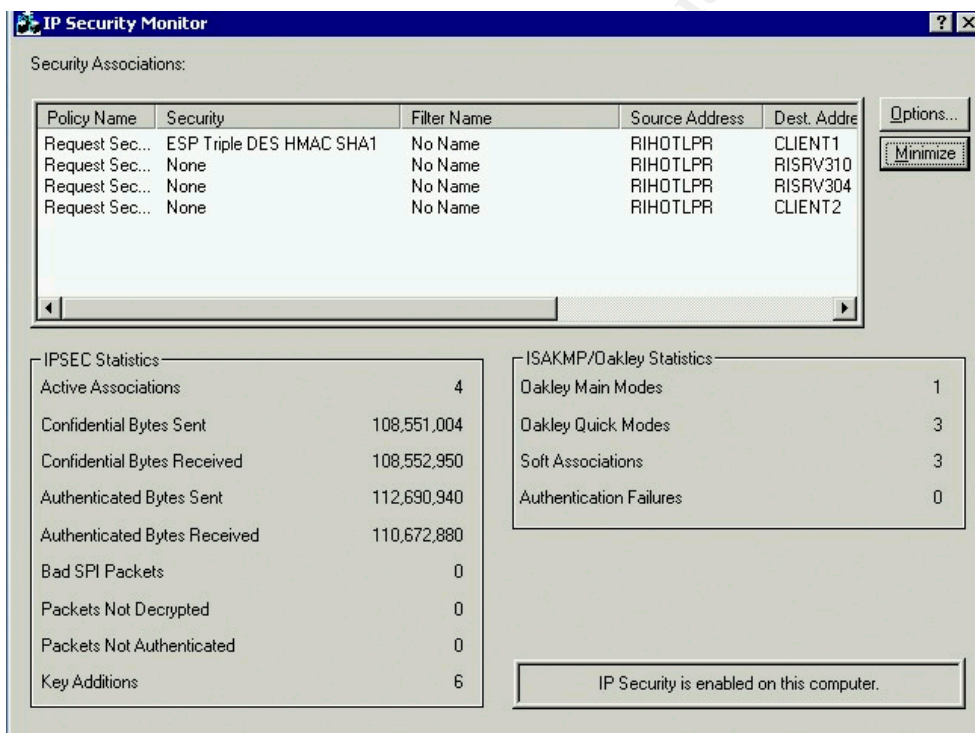 IP Security Monitor
Security Associations:
Policy Name Security Filter Name Source Address Dest. Addre
Request Sec... ESP Triple DES HMAC SHA1 No Name RIHOTLPR CLIENT1
Request Sec... None No Name RIHOTLPR RISRV310
Request Sec... None No Name RIHOTLPR RISRV304
Request Sec... None No Name RIHOTLPR CLIENT2
Options...
Minimize
IPSEC Statistics
Active Associations 4
Confidential Bytes Sent 108,551,004
Confidential Bytes Received 108,552,950
Authenticated Bytes Sent 112,690,940
Authenticated Bytes Received 110,672,880
Bad SPI Packets 0
Packets Not Decrypted 0
Packets Not Authenticated 0
Key Additions 6
ISAKMP/Oakley Statistics
Oakley Main Modes 1
Oakley Quick Modes 3
Soft Associations 3
Authentication Failures 0
IP Security is enabled on this computer.